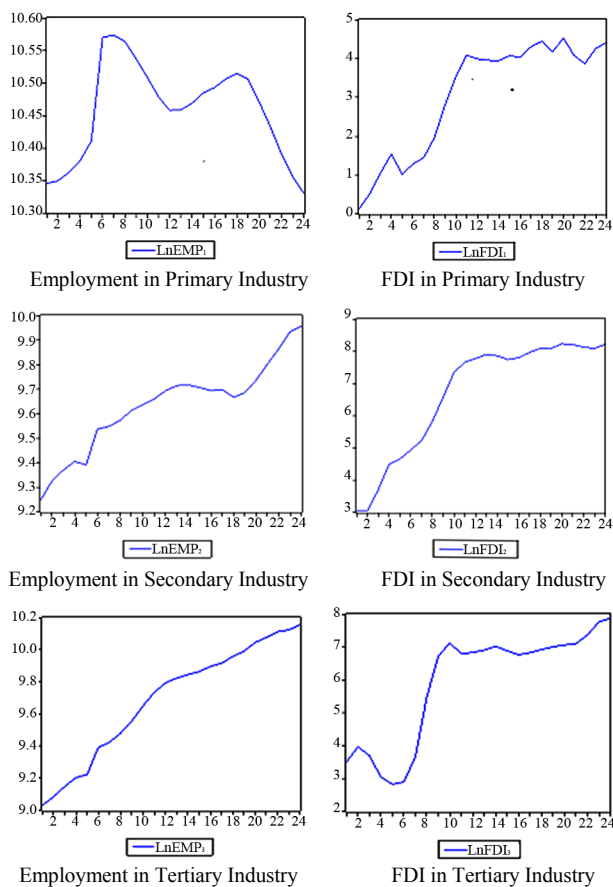 10.60
10.55
10.50
10.45
10.40
10.35
10.30
2 4 6 8 10 12 14 16 18 20 22 24
LnEMP₁
Employment in Primary Industry
5
4
3
2
1
0
2 4 6 8 10 12 14 16 18 20 22 24
LnFDI₁
FDI in Primary Industry
10.0
9.9
9.8
9.7
9.6
9.5
9.4
9.3
9.2
2 4 6 8 10 12 14 16 18 20 22 24
LnEMP₂
Employment in Secondary Industry
9
8
7
6
5
4
3
2 4 6 8 10 12 14 16 18 20 22 24
LnFDI₂
FDI in Secondary Industry
10.2
10.0
9.8
9.6
9.4
9.2
9.0
2 4 6 8 10 12 14 16 18 20 22 24
LnEMP₃
Employment in Tertiary Industry
8
7
6
5
4
3
2
2 4 6 8 10 12 14 16 18 20 22 24
LnFDI₃
FDI in Tertiary Industry